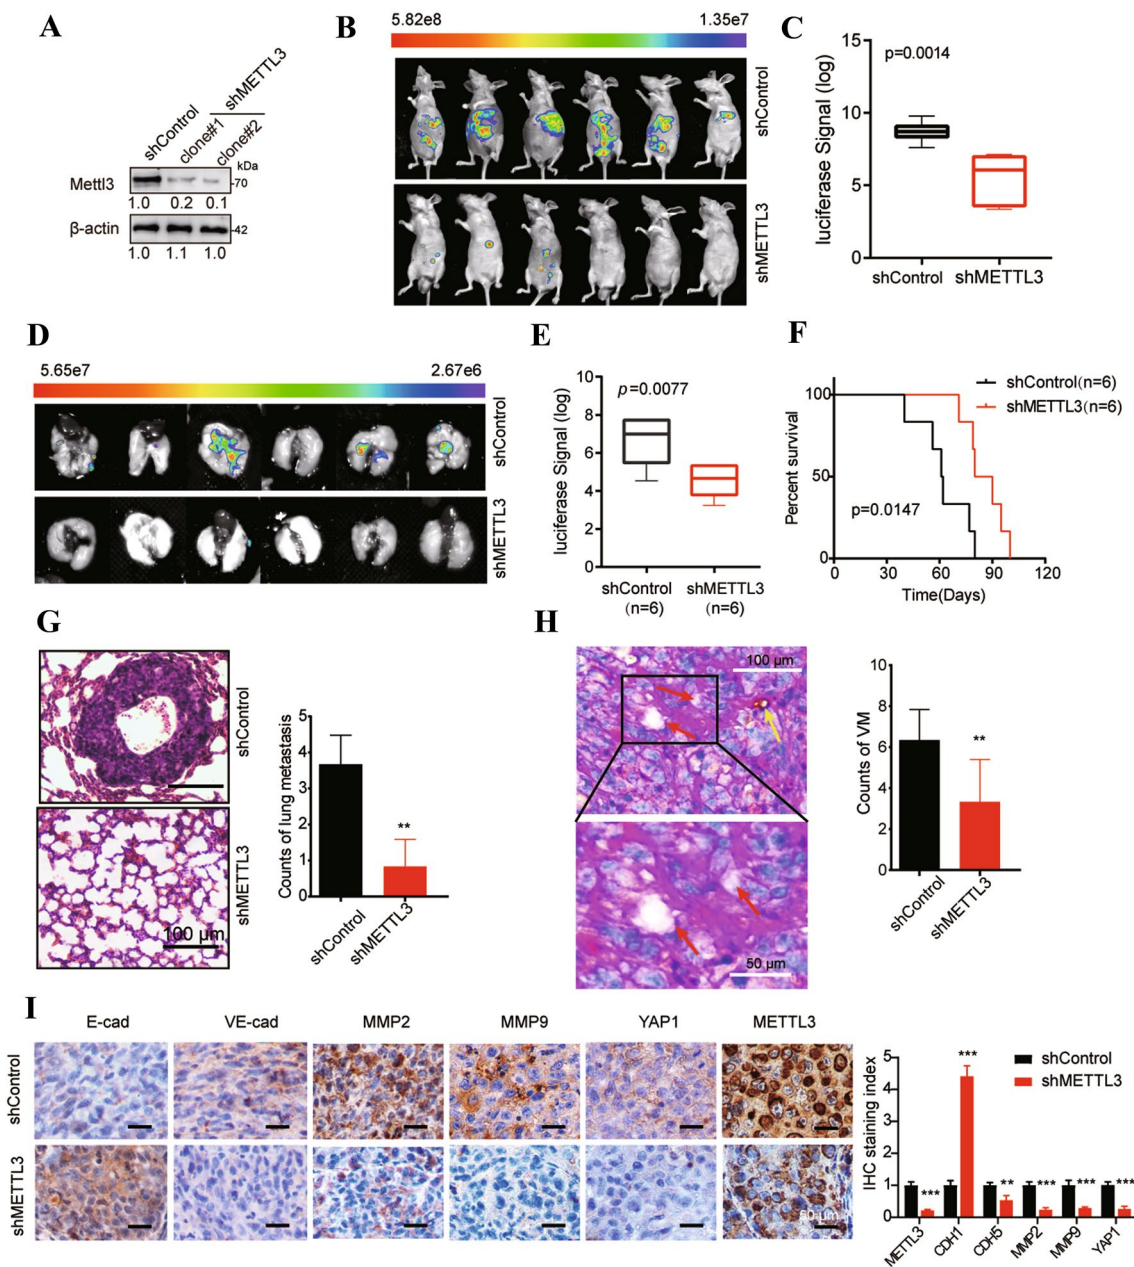 A
shControl
shMETTL3
clone#1
clone#2
kDa
Mettl3
-70
1.0 0.2 0.1
β-actin
-42
1.0 1.1 1.0
B
5.82e8 1.35e7
shControl
shMETTL3
C
luciferase Signal (log)
15
10
5
0
p=0.0014
shControl shMETTL3
D
5.65e7 2.67e6
shControl
shMETTL3
E
luciferase Signal (log)
10
8
6
4
2
0
p=0.0077
shControl shMETTL3
(n=6) (n=6)
F
shControl(n=6)
shMETTL3(n=6)
Percent survival
100
50
0
p=0.0147
0 30 60 90 120
Time(Days)
G
shControl
shMETTL3
100 µm
Counts of lung metastasis
5
4
3
2
1
0
**
shControl
shMETTL3
H
100 µm
50 µm
Counts of VM
10
8
6
4
2
0
**
shControl
shMETTL3
I
E-cad VE-cad MMP2 MMP9 YAP1 METTL3
shControl
shMETTL3
50 µm
IHC staining index
5
4
3
2
1
0
shControl
shMETTL3
*** *** ** *** *** ***
METTL3 CDH1 CDH5 MMP2 MMP9 YAP1